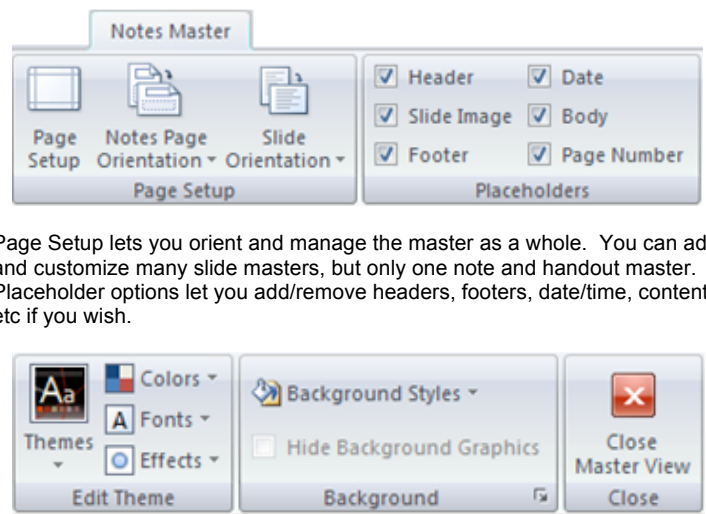 Notes Master
Page Setup
Notes Page Orientation
Slide Orientation
Page Setup
Header
Date
Slide Image
Body
Footer
Page Number
Placeholders
Page Setup lets you orient and manage the master as a whole.  You can ad
and customize many slide masters, but only one note and handout master.
Placeholder options let you add/remove headers, footers, date/time, content
etc if you wish.
Aa
Themes
Colors
A Fonts
Effects
Edit Theme
Background Styles
Hide Background Graphics
Background
Close Master View
Close